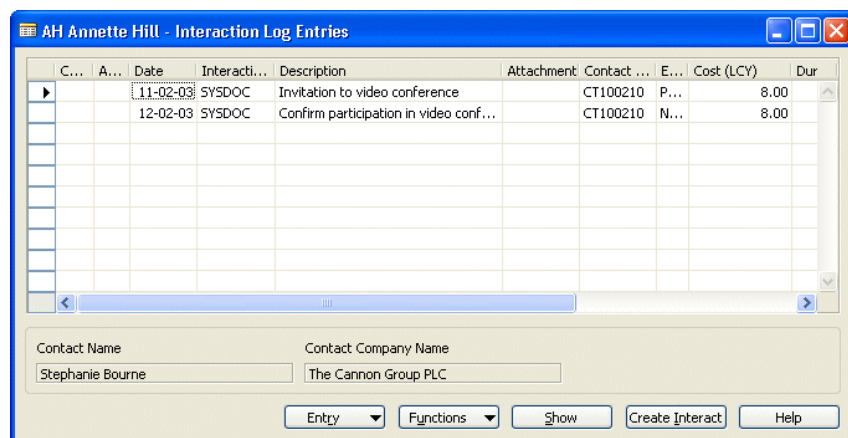 AH Annette Hill - Interaction Log Entries
C... A... Date Interacti... Description Attachment Contact ... E... Cost (LCY) Dur
11-02-03 SYSDOC Invitation to video conference CT100210 P... 8.00
12-02-03 SYSDOC Confirm participation in video conf... CT100210 N... 8.00
Contact Name Contact Company Name
Stephanie Bourne The Cannon Group PLC
Entry Functions Show Create Interact Help